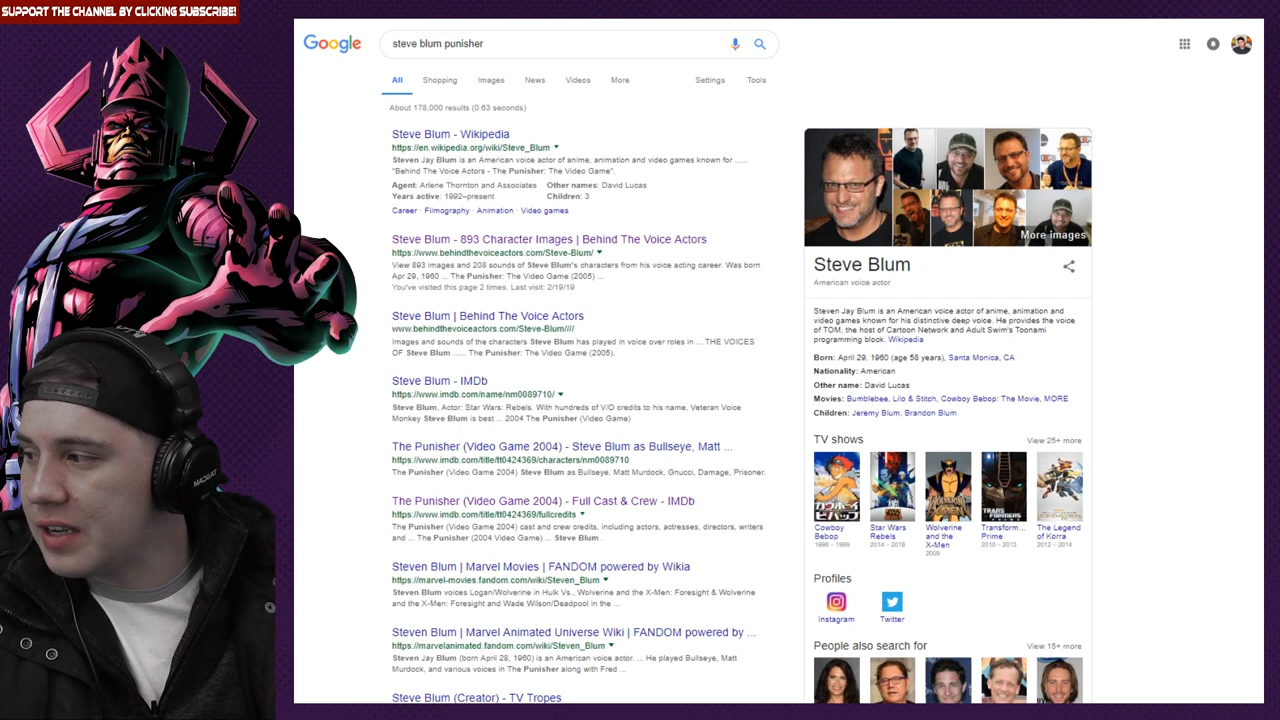 SUPPORT THE CHANNEL BY CLICKING SUBSCRIBE!
Google
steve blum punisher
All Shopping Images News Videos More Settings Tools
About 178,000 results (0.63 seconds)
Steve Blum - Wikipedia
https://en.wikipedia.org/wiki/Steve_Blum
Steven Jay Blum is an American voice actor of anime, animation and video games known for ......
"Behind The Voice Actors - The Punisher: The Video Game".
Agent: Arlene Thornton and Associates Other names: David Lucas
Years active: 1992–present Children: 3
Career · Filmography · Animation · Video games
Steve Blum - 893 Character Images | Behind The Voice Actors
https://www.behindthevoiceactors.com/Steve-Blum/
View 893 images and 208 sounds of Steve Blum's characters from his voice acting career. Was born
Apr 29, 1960 ... The Punisher: The Video Game (2005) ...
You've visited this page 2 times. Last visit: 2/19/19
Steve Blum | Behind The Voice Actors
www.behindthevoiceactors.com/Steve-Blum////
Images and sounds of the characters Steve Blum has played in voice over roles in ... THE VOICES
OF Steve Blum ...... The Punisher: The Video Game (2005).
Steve Blum - IMDb
https://www.imdb.com/name/nm0089710/
Steve Blum, Actor: Star Wars: Rebels. With hundreds of V/O credits to his name, Veteran Voice
Monkey Steve Blum is best ... 2004 The Punisher (Video Game)
The Punisher (Video Game 2004) - Steve Blum as Bullseye, Matt ...
https://www.imdb.com/title/tt0424369/characters/nm0089710
The Punisher (Video Game 2004) Steve Blum as Bullseye, Matt Murdock, Gnucci, Damage, Prisoner.
The Punisher (Video Game 2004) - Full Cast & Crew - IMDb
https://www.imdb.com/title/tt0424369/fullcredits
The Punisher (Video Game 2004) cast and crew credits, including actors, actresses, directors, writers
and ... The Punisher (2004 Video Game) ... Steve Blum .
Steven Blum | Marvel Movies | FANDOM powered by Wikia
https://marvel-movies.fandom.com/wiki/Steven_Blum
Steven Blum voices Logan/Wolverine in Hulk Vs., Wolverine and the X-Men: Foresight & Wolverine
and the X-Men: Foresight and Wade Wilson/Deadpool in the ...
Steven Blum | Marvel Animated Universe Wiki | FANDOM powered by ...
https://marvelanimated.fandom.com/wiki/Steven_Blum
Steven Jay Blum (born April 28, 1960) is an American voice actor. ... He played Bullseye, Matt
Murdock, and various voices in The Punisher along with Fred ...
Steve Blum (Creator) - TV Tropes
More images
Steve Blum
American voice actor
Steven Jay Blum is an American voice actor of anime, animation and
video games known for his distinctive deep voice. He provides the voice
of TOM, the host of Cartoon Network and Adult Swim's Toonami
programming block. Wikipedia
Born: April 29, 1960 (age 58 years), Santa Monica, CA
Nationality: American
Other name: David Lucas
Movies: Bumblebee, Lilo & Stitch, Cowboy Bebop: The Movie, MORE
Children: Jeremy Blum, Brandon Blum
TV shows View 25+ more
カウボーイ
ビバップ
Cowboy Bebop 1998 – 1999
Star Wars Rebels 2014 – 2018
Wolverine and the X-Men 2009
Transform... Prime 2010 – 2013
The Legend of Korra 2012 – 2014
Profiles
Instagram Twitter
People also search for View 15+ more